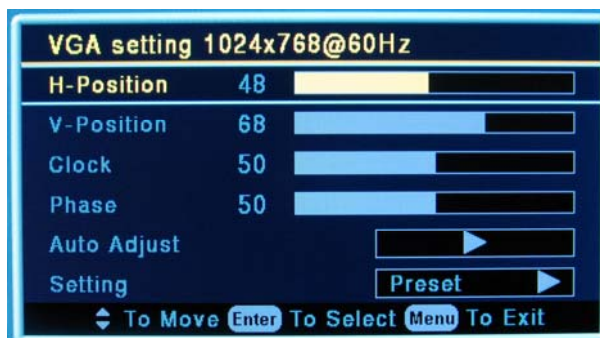 VGA setting 1024x768@60Hz
H-Position 48
V-Position 68
Clock 50
Phase 50
Auto Adjust
Setting Preset
To Move Enter To Select Menu To Exit